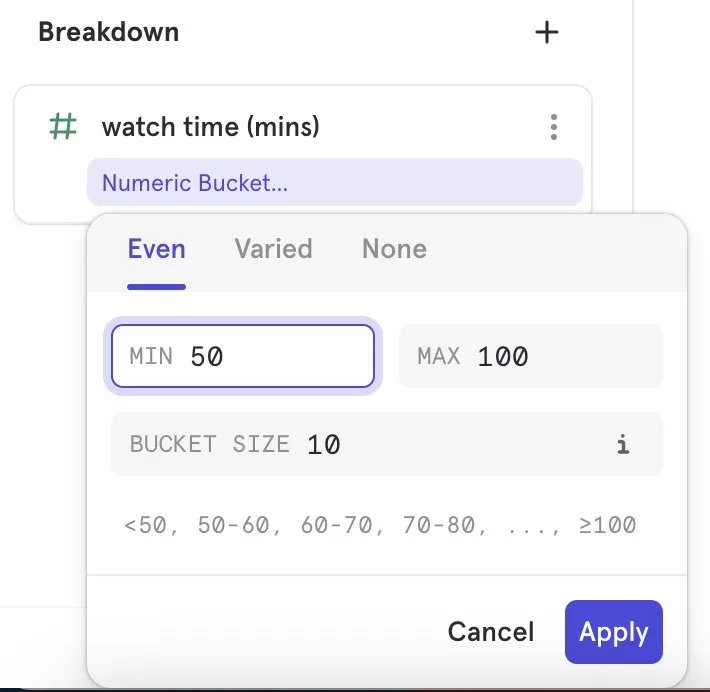 Breakdown +
# watch time (mins)
Numeric Bucket...
Even Varied None
MIN 50 MAX 100
BUCKET SIZE 10 i
<50, 50-60, 60-70, 70-80, ..., ≥100
Cancel Apply